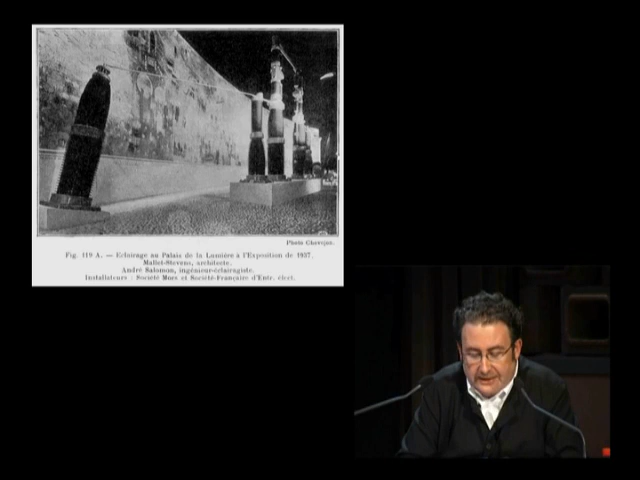 Photo Chevojon.
Fig. 119 A. — Eclairage au Palais de la Lumière à l'Exposition de 1937.
Mallet-Stevens, architecte.
André Salomon, ingénieur-éclairagiste.
Installateurs : Société Mors et Société-Française d'Entr. élect.